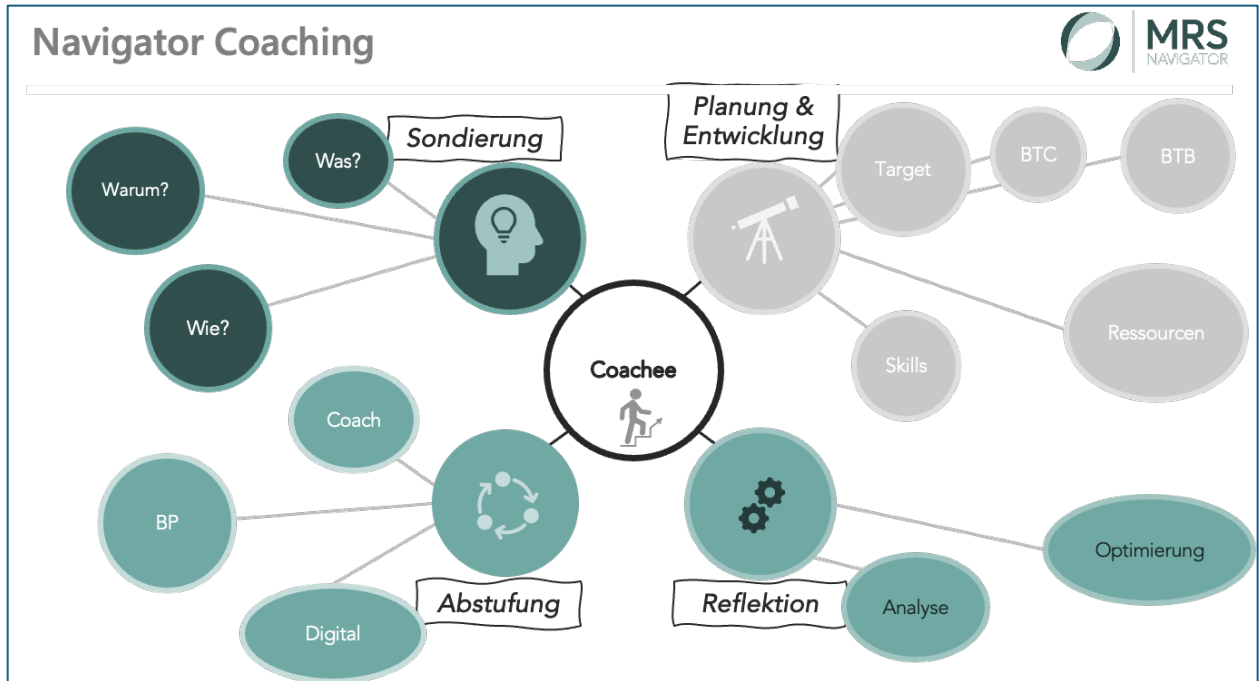 Navigator Coaching
MRS
NAVIGATOR
Sondierung
Was?
Warum?
Wie?
Planung &
Entwicklung
Target
BTC
BTB
Ressourcen
Skills
Coachee
Coach
BP
Digital
Abstufung
Reflektion
Analyse
Optimierung